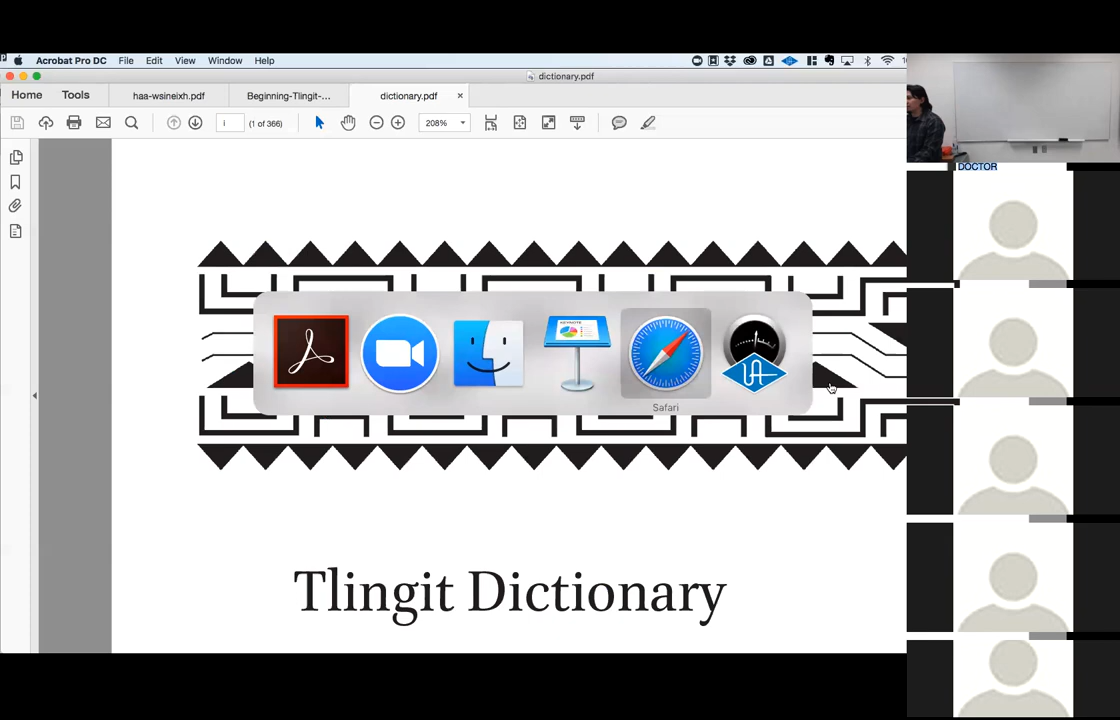 Acrobat Pro DC File Edit View Window Help
dictionary.pdf
Home Tools haa-wsineixh.pdf Beginning-Tlingit-... dictionary.pdf ×
i (1 of 366) 208%
DOCTOR
KEYNOTE
Safari
Tlingit Dictionary